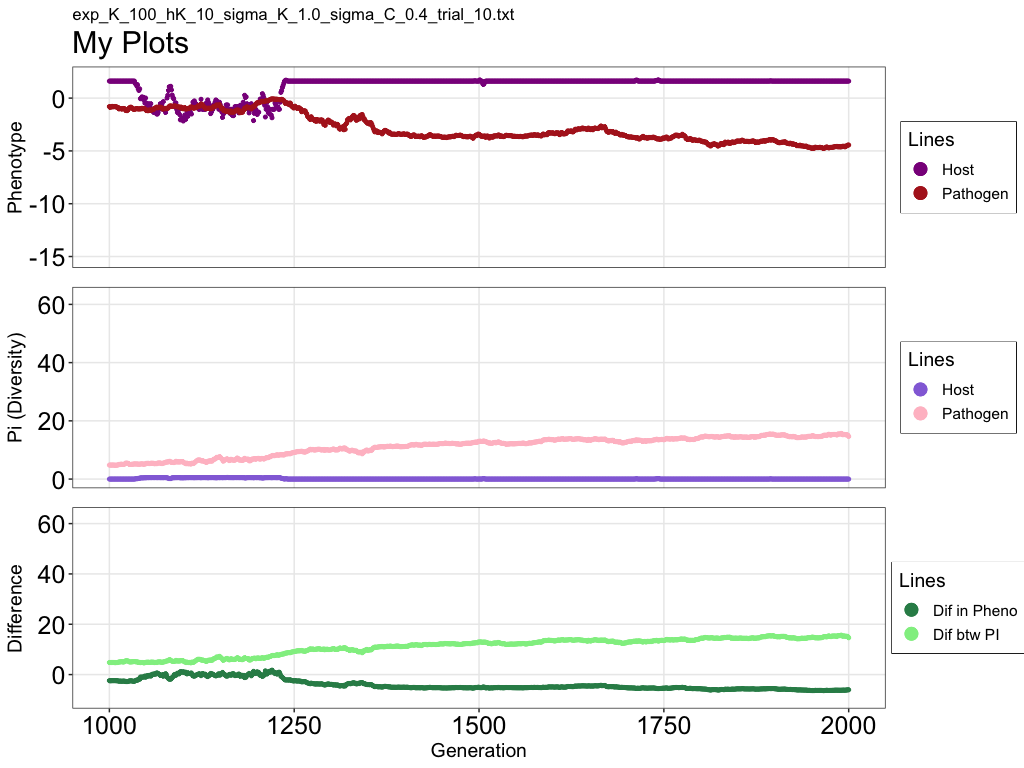 exp_K_100_hK_10_sigma_K_1.0_sigma_C_0.4_trial_10.txt
My Plots
Phenotype
0
-5
-10
-15
Lines
Host
Pathogen
Pi (Diversity)
60
40
20
0
Lines
Host
Pathogen
Difference
60
40
20
0
Lines
Dif in Pheno
Dif btw PI
1000 1250 1500 1750 2000
Generation